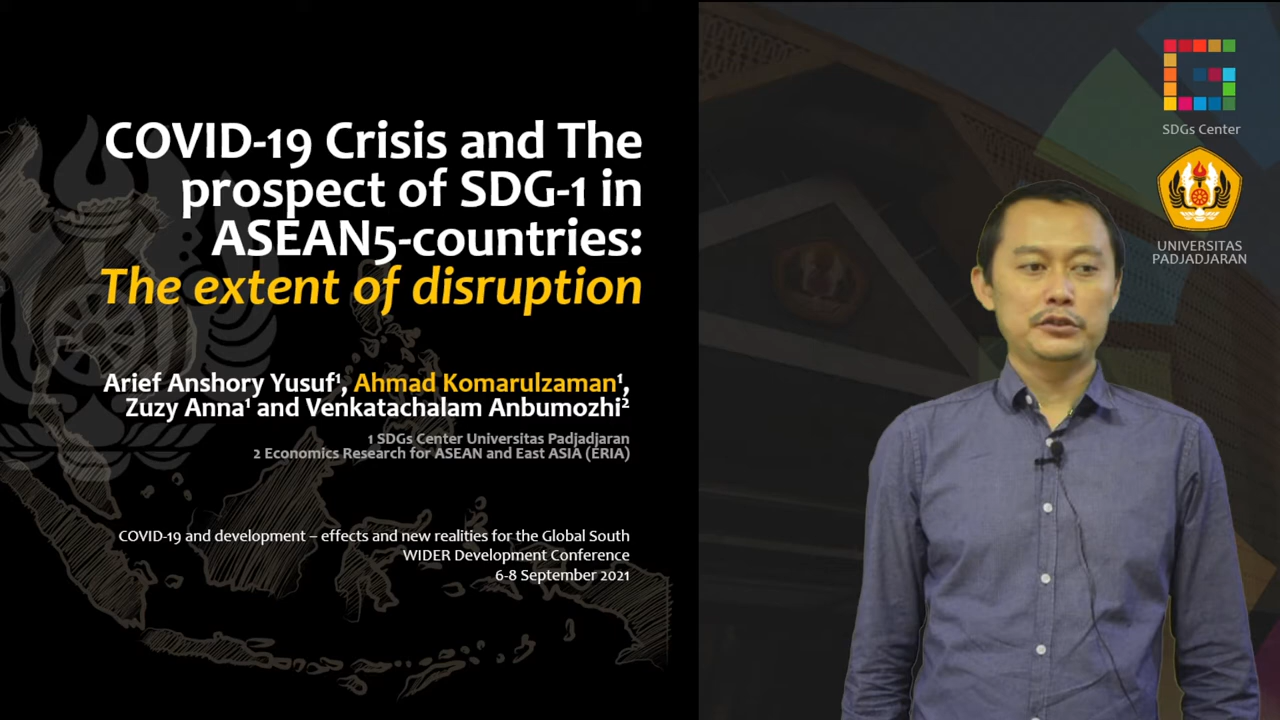 COVID-19 Crisis and The
prospect of SDG-1 in
ASEAN5-countries:
The extent of disruption
Arief Anshory Yusuf¹, Ahmad Komarulzaman¹,
Zuzy Anna¹ and Venkatachalam Anbumozhi²
1 SDGs Center Universitas Padjadjaran
2 Economics Research for ASEAN and East ASIA (ERIA)
COVID-19 and development – effects and new realities for the Global South
WIDER Development Conference
6-8 September 2021
SDGs Center
UNIVERSITAS
PADJADJARAN